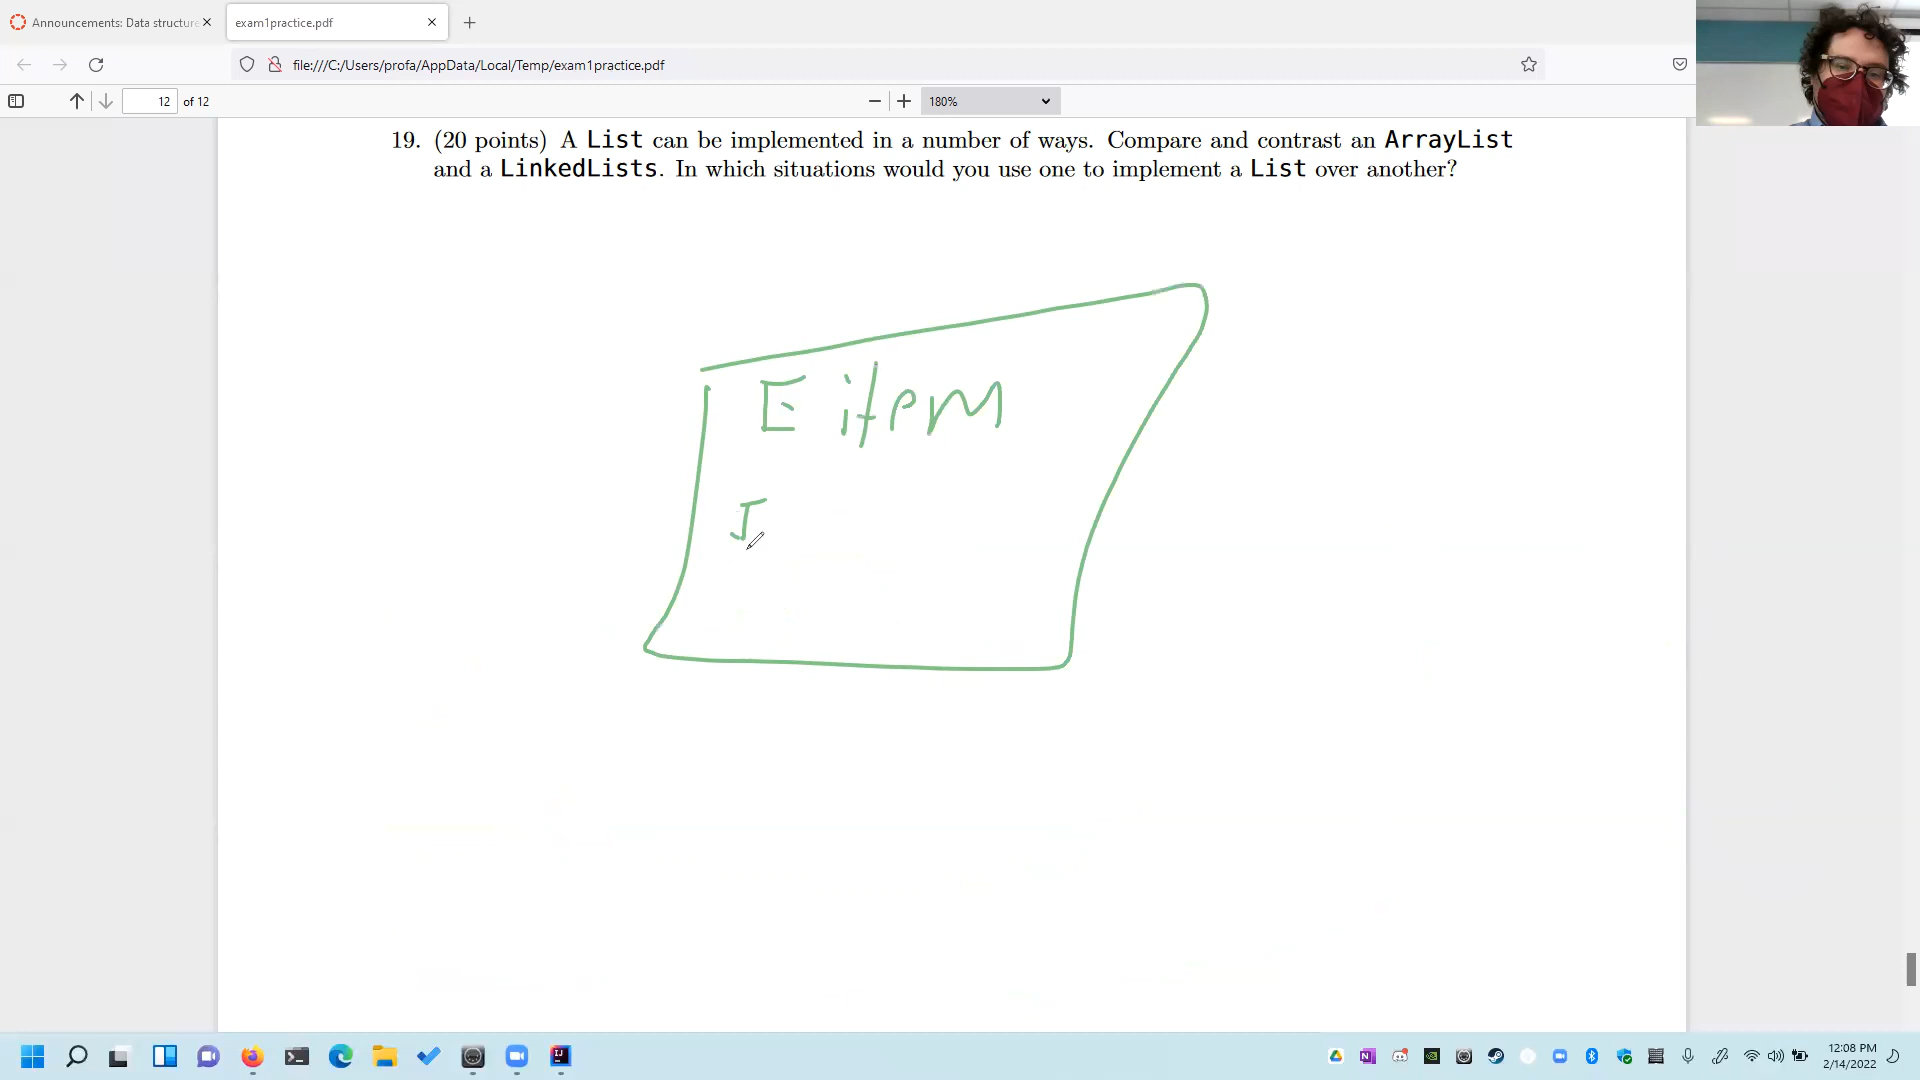 Announcements: Data structure
exam1practice.pdf
file:///C:/Users/profa/AppData/Local/Temp/exam1practice.pdf
12 of 12
180%
19. (20 points) A List can be implemented in a number of ways. Compare and contrast an ArrayList
and a LinkedLists. In which situations would you use one to implement a List over another?
E item
I
12:08 PM
2/14/2022